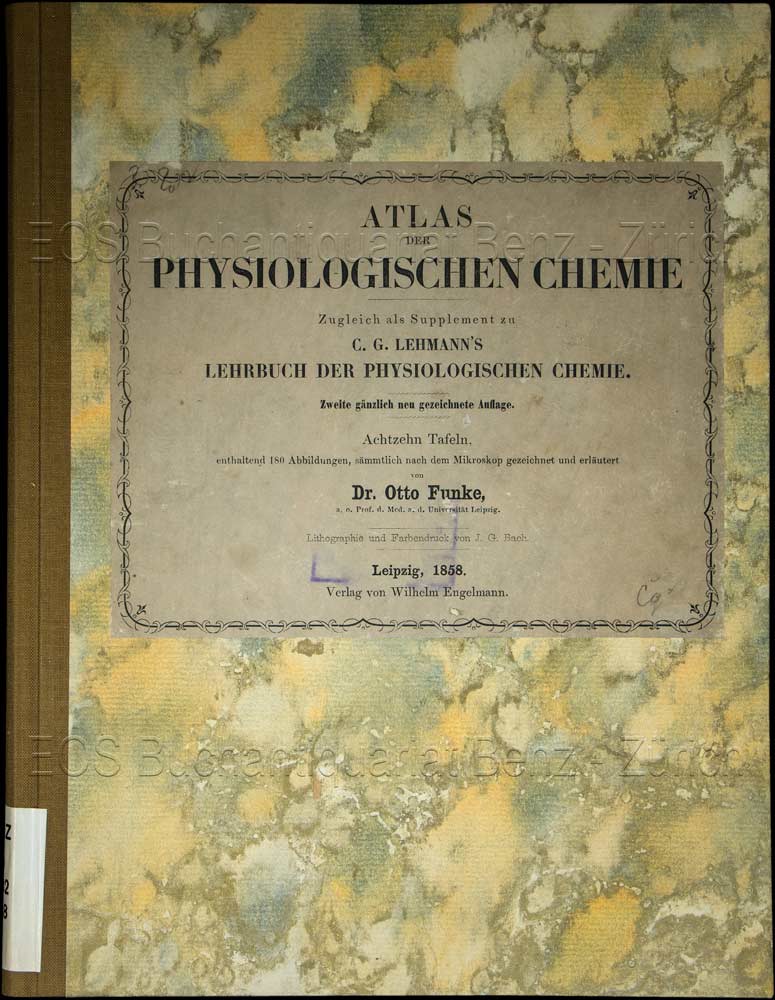 ATLAS
DER
PHYSIOLOGISCHEN CHEMIE
Zugleich als Supplement zu
C. G. LEHMANN'S
LEHRBUCH DER PHYSIOLOGISCHEN CHEMIE.
Zweite gänzlich neu gezeichnete Auflage.
Achtzehn Tafeln,
enthaltend 180 Abbildungen, sämmtlich nach dem Mikroskop gezeichnet und erläutert
von
Dr. Otto Funke,
a. o. Prof. d. Med. a. d. Universität Leipzig.
Lithographie und Farbendruck von J. G. Bach.
Leipzig, 1858.
Verlag von Wilhelm Engelmann.
EOS Buchantiquariat Benz - Zürich
EOS Buchantiquariat Benz - Zürich
Z
2
8